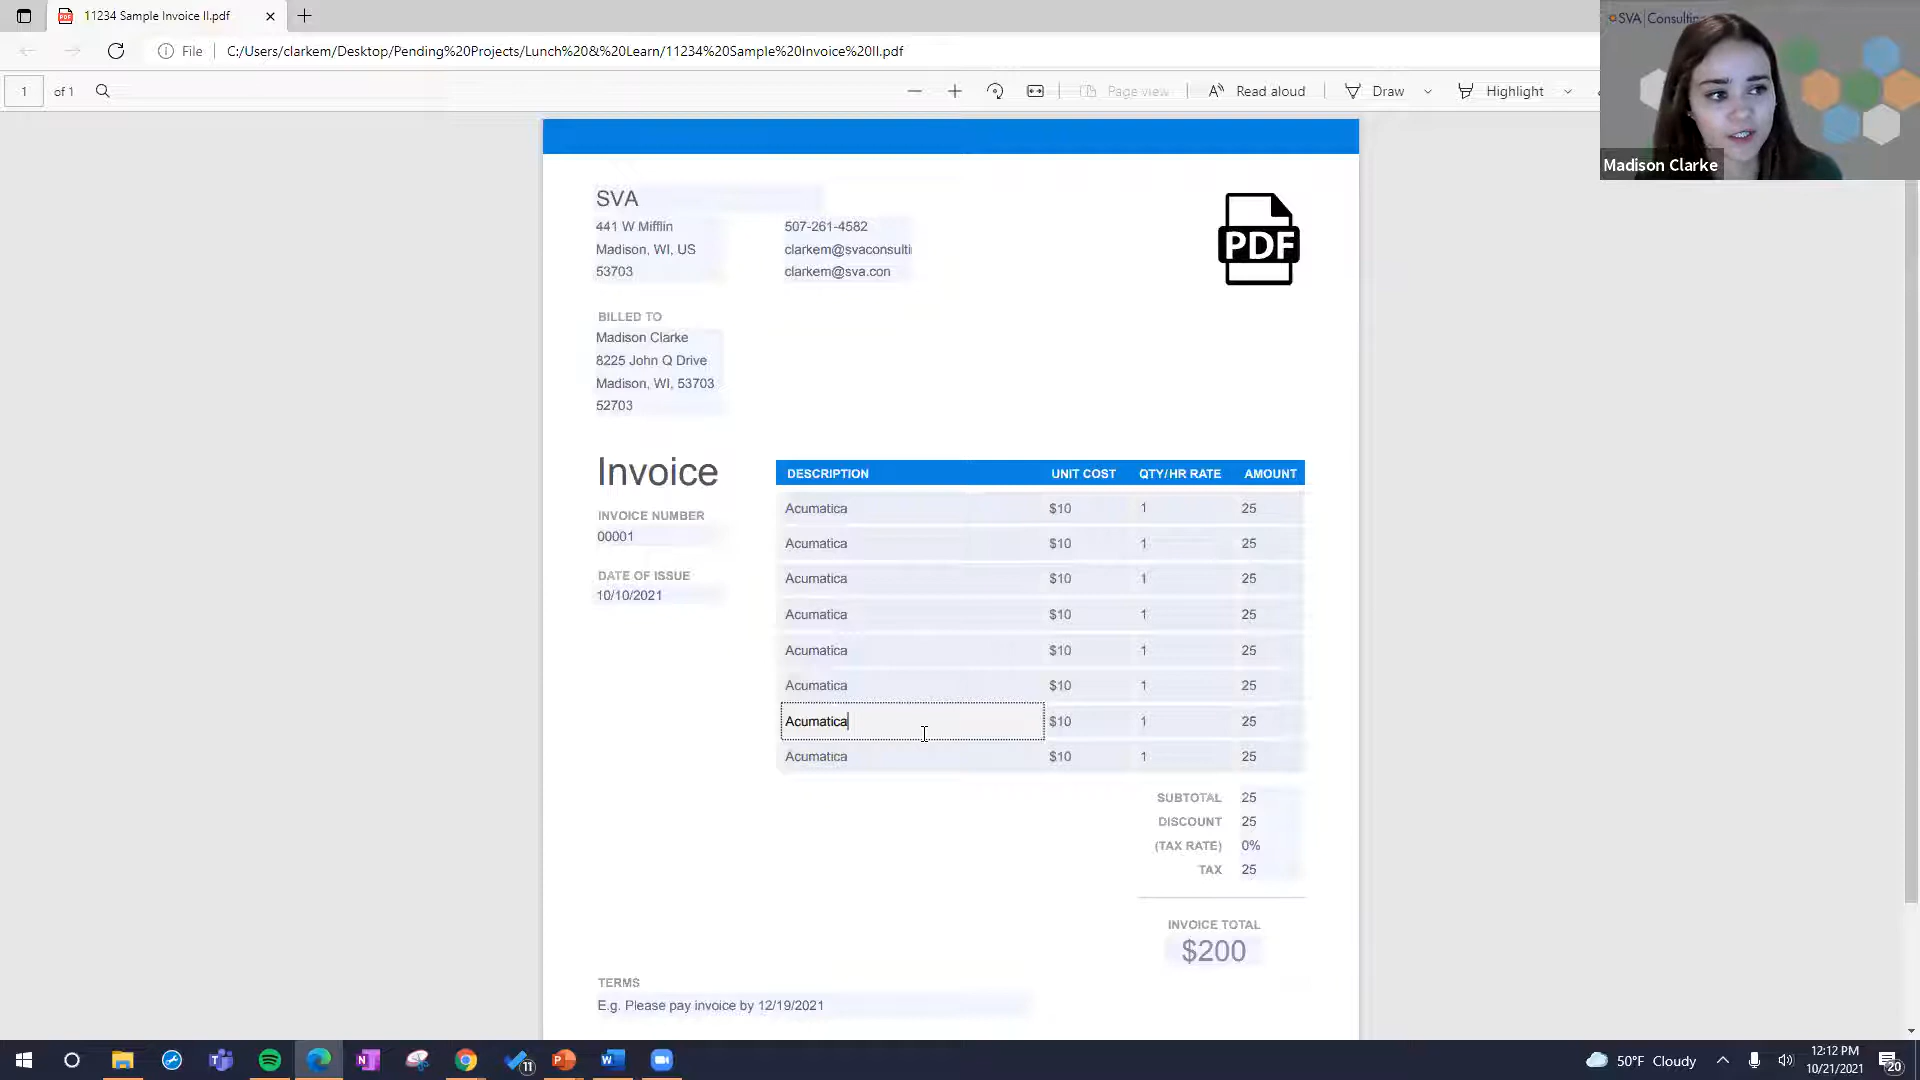 11234 Sample Invoice II.pdf
File
C:/Users/clarkem/Desktop/Pending%20Projects/Lunch%20&%20Learn/11234%20Sample%20Invoice%20II.pdf
1 of 1
Page view
Read aloud
Draw
Highlight
SVA Consulting
Madison Clarke
SVA
441 W Mifflin
Madison, WI, US
53703
507-261-4582
clarkem@svaconsulti
clarkem@sva.con
PDF
BILLED TO
Madison Clarke
8225 John Q Drive
Madison, WI, 53703
52703
Invoice
INVOICE NUMBER
00001
DATE OF ISSUE
10/10/2021
DESCRIPTION UNIT COST QTY/HR RATE AMOUNT
Acumatica $10 1 25
Acumatica $10 1 25
Acumatica $10 1 25
Acumatica $10 1 25
Acumatica $10 1 25
Acumatica $10 1 25
Acumatica $10 1 25
Acumatica $10 1 25
SUBTOTAL 25
DISCOUNT 25
(TAX RATE) 0%
TAX 25
INVOICE TOTAL
$200
TERMS
E.g. Please pay invoice by 12/19/2021
11
50°F Cloudy
12:12 PM
10/21/2021
20